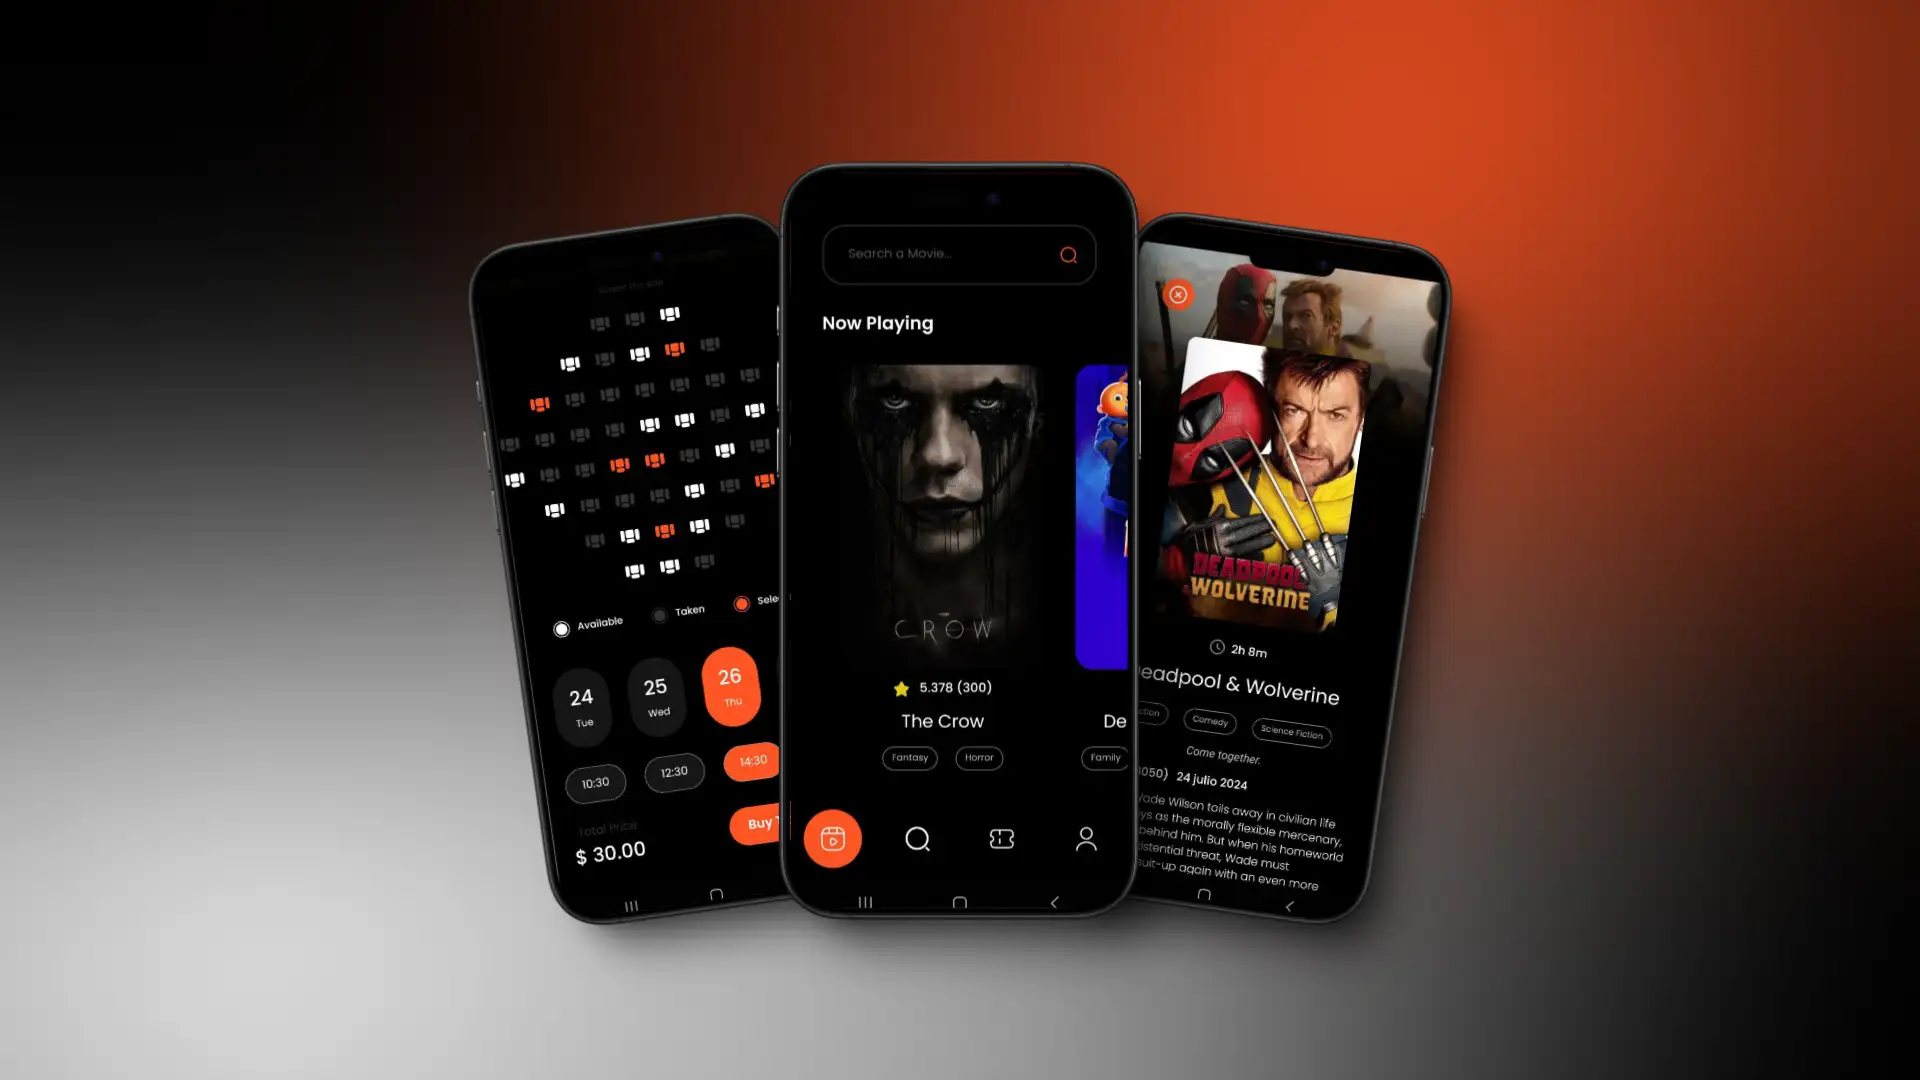 Screen this side
Available
Taken
Sele
24
Tue
25
Wed
26
Thu
10:30
12:30
14:30
Total Price
$ 30.00
Buy T
Search a Movie...
Now Playing
CROW
5.378 (300)
The Crow
Fantasy
Horror
De
Family
DEADPOOL
WOLVERINE
2h 8m
eadpool & Wolverine
ction
Comedy
Science Fiction
Come together.
1050) 24 julio 2024
Wade Wilson toils away in civilian life
ys as the morally flexible mercenary,
behind him. But when his homeworld
istential threat, Wade must
suit-up again with an even more